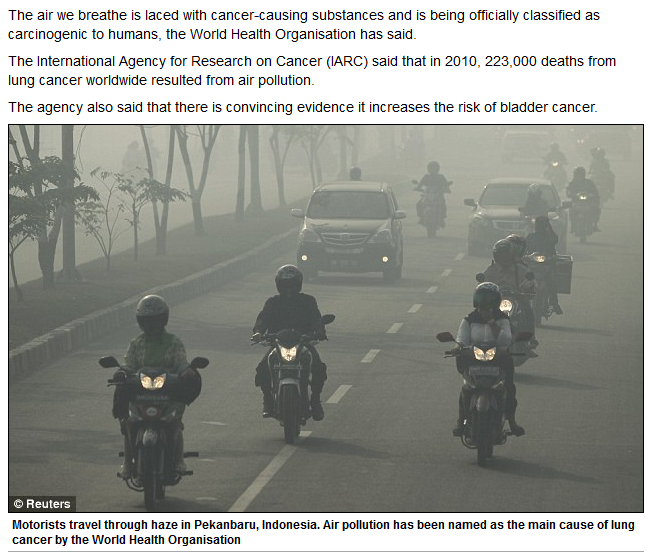 The air we breathe is laced with cancer-causing substances and is being officially classified as
carcinogenic to humans, the World Health Organisation has said.
The International Agency for Research on Cancer (IARC) said that in 2010, 223,000 deaths from
lung cancer worldwide resulted from air pollution.
The agency also said that there is convincing evidence it increases the risk of bladder cancer.
© Reuters
Motorists travel through haze in Pekanbaru, Indonesia. Air pollution has been named as the main cause of lung
cancer by the World Health Organisation